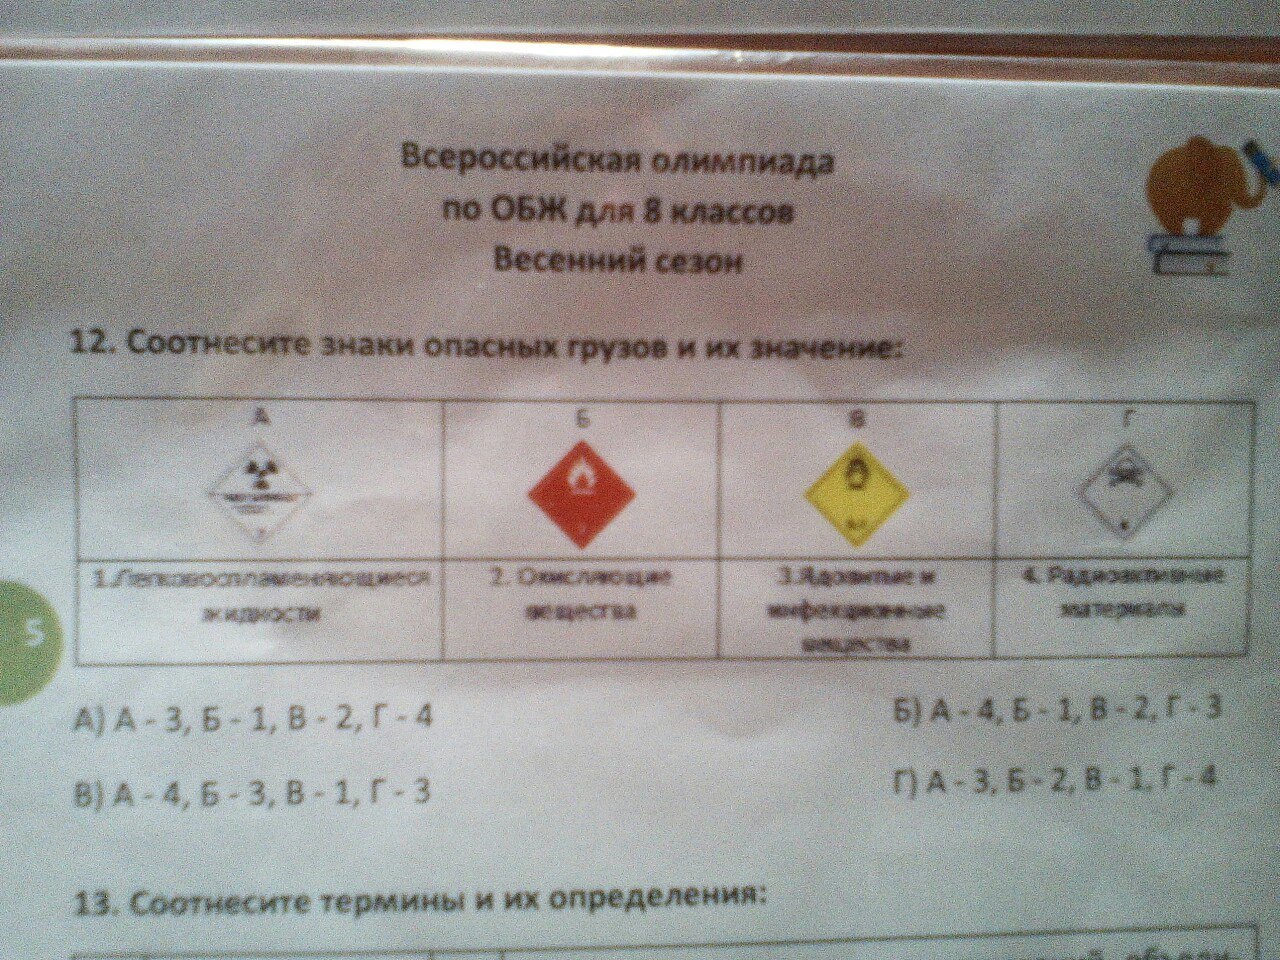 Всероссийская олимпиада
по ОБЖ для 8 классов
Весенний сезон
12. Соотнесите знаки опасных грузов и их значение:
А Б В Г
1.Легковоспламеняющиеся
жидкости
2. Окисляющие
вещества
3.Ядовитые и
инфекционные
вещества
4. Радиоактивные
материалы
5
А) А - 3, Б - 1, В - 2, Г - 4
Б) А - 4, Б - 1, В - 2, Г - 3
В) А - 4, Б - 3, В - 1, Г - 3
Г) А - 3, Б - 2, В - 1, Г - 4
13. Соотнесите термины и их определения: